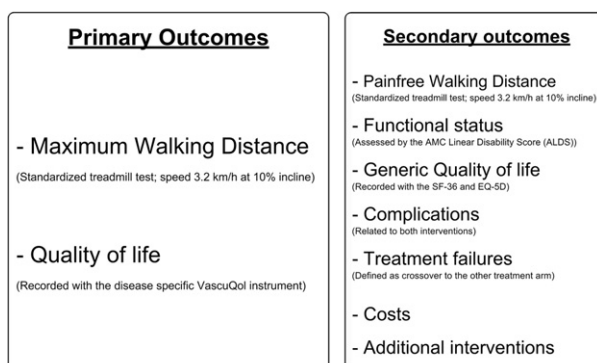 Primary Outcomes
- Maximum Walking Distance
(Standardized treadmill test; speed 3.2 km/h at 10% incline)
- Quality of life
(Recorded with the disease specific VascuQol instrument)
Secondary outcomes
- Painfree Walking Distance
(Standardized treadmill test; speed 3.2 km/h at 10% incline)
- Functional status
(Assessed by the AMC Linear Disability Score (ALDS))
- Generic Quality of life
(Recorded with the SF-36 and EQ-5D)
- Complications
(Related to both interventions)
- Treatment failures
(Defined as crossover to the other treatment arm)
- Costs
- Additional interventions